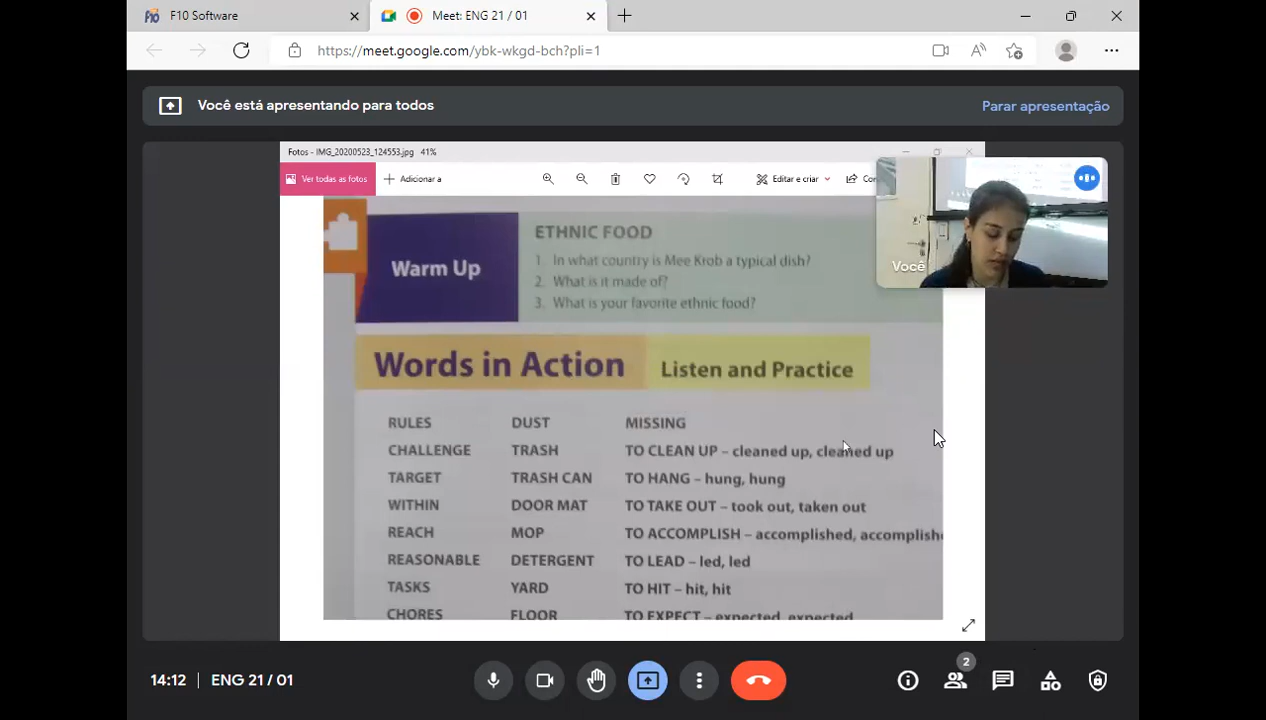 F10 Software
Meet: ENG 21 / 01
https://meet.google.com/ybk-wkgd-bch?pli=1
Você está apresentando para todos
Parar apresentação
Fotos - IMG_20200523_124553.jpg 41%
Ver todas as fotos
Adicionar a
Editar e criar
Con
Você
Warm Up
ETHNIC FOOD
1. In what country is Mee Krob a typical dish?
2. What is it made of?
3. What is your favorite ethnic food?
Words in Action Listen and Practice
RULES DUST MISSING
CHALLENGE TRASH TO CLEAN UP – cleaned up, cleaned up
TARGET TRASH CAN TO HANG – hung, hung
WITHIN DOOR MAT TO TAKE OUT – took out, taken out
REACH MOP TO ACCOMPLISH – accomplished, accomplishe
REASONABLE DETERGENT TO LEAD – led, led
TASKS YARD TO HIT – hit, hit
CHORES FLOOR TO EXPECT – expected, expected
2
14:12 ENG 21 / 01